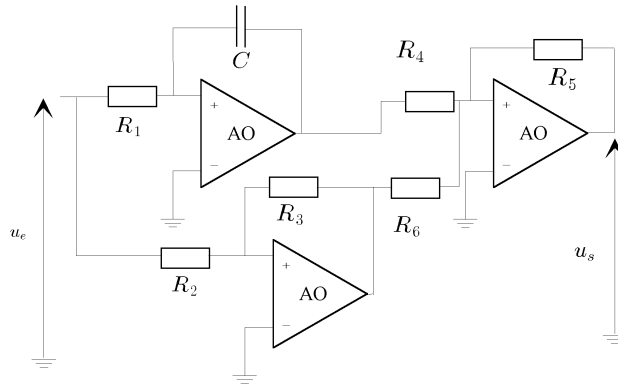 C
R₄
R₅
R₁
+
AO
−
+
AO
−
R₃
R₆
uₑ
R₂
+
AO
−
uₛ